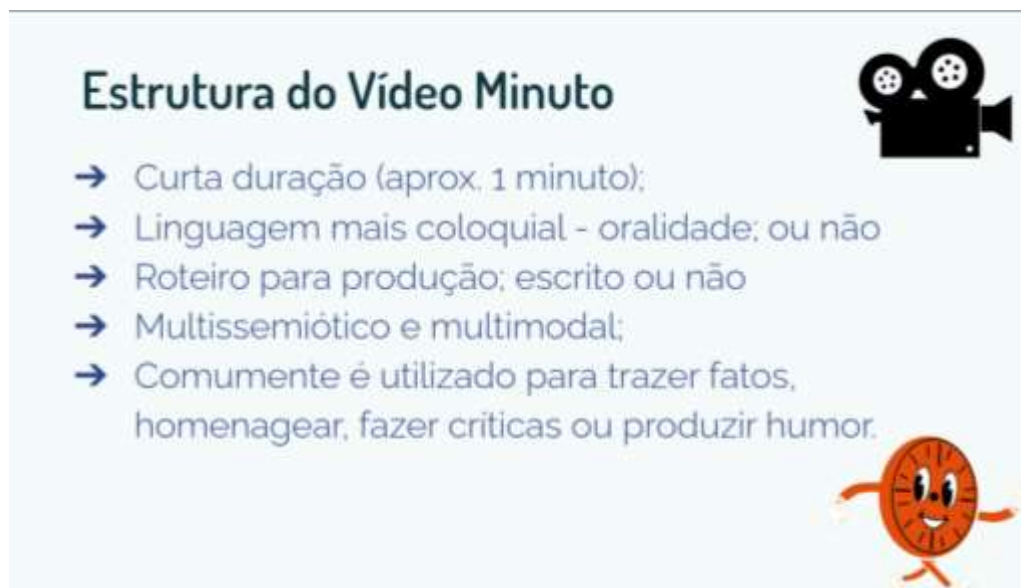 Estrutura do Vídeo Minuto
➔ Curta duração (aprox. 1 minuto);
➔ Linguagem mais coloquial - oralidade; ou não
➔ Roteiro para produção; escrito ou não
➔ Multissemiótico e multimodal;
➔ Comumente é utilizado para trazer fatos,
homenagear, fazer críticas ou produzir humor.